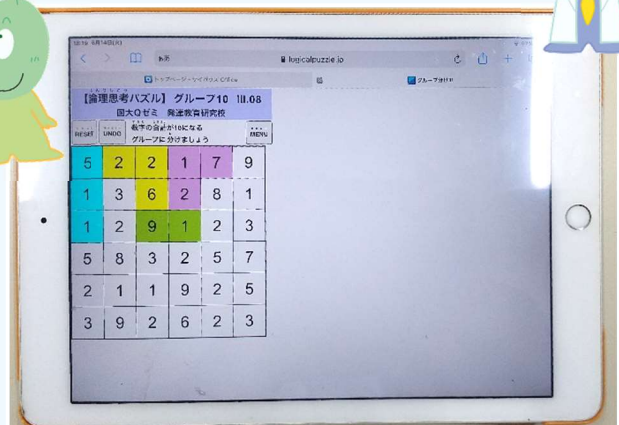 logicalpuzzle.jp
【論理思考パズル】 グループ10 III.08
国大Qゼミ 発達教育研究校
RESET UNDO 数字の合計が10になる
グループに分けましょう MENU
5 2 2 1 7 9
1 3 6 2 8 1
1 2 9 1 2 3
5 8 3 2 5 7
2 1 1 9 2 5
3 9 2 6 2 3